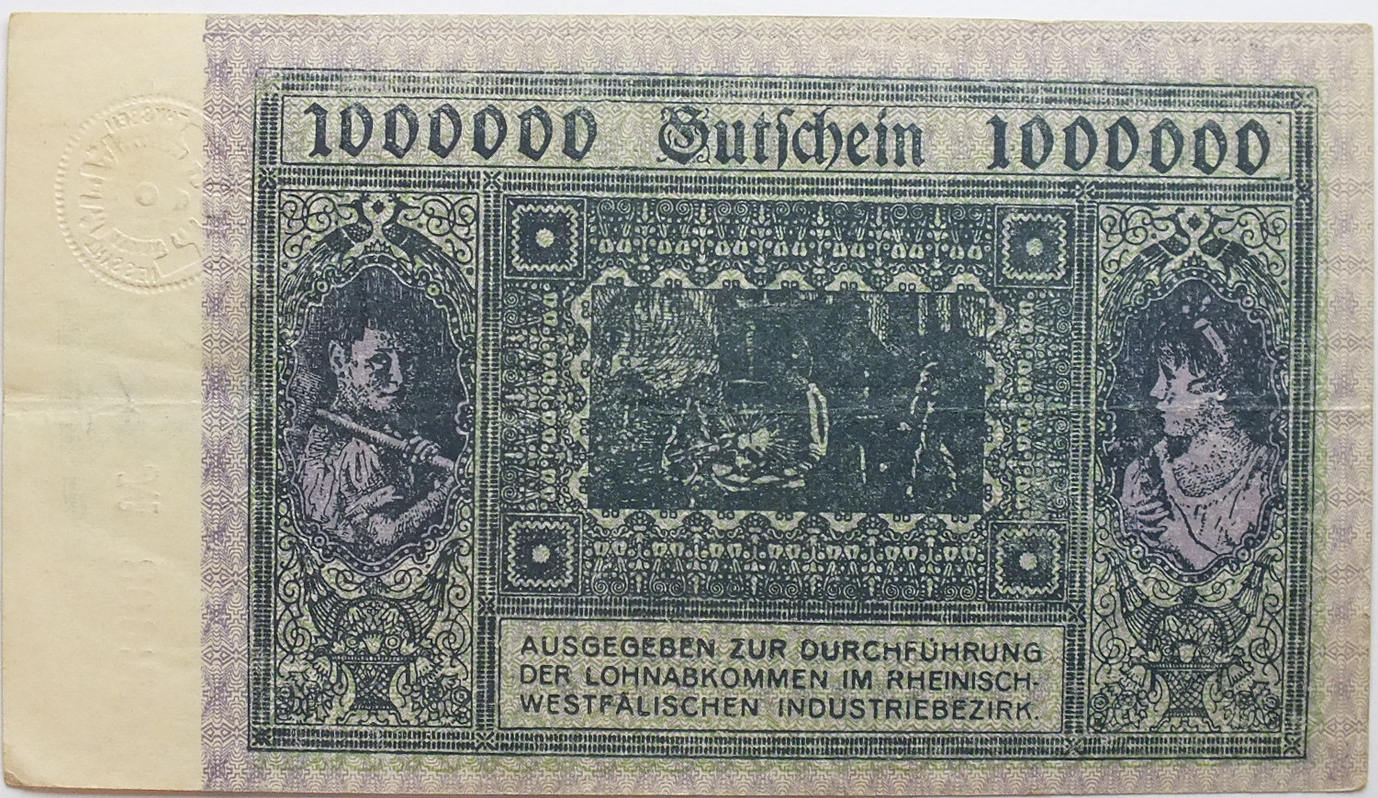 1000000 Gutschein 1000000
AUSGEGEBEN ZUR DURCHFÜHRUNG
DER LOHNABKOMMEN IM RHEINISCH-
WESTFÄLISCHEN INDUSTRIEBEZIRK.